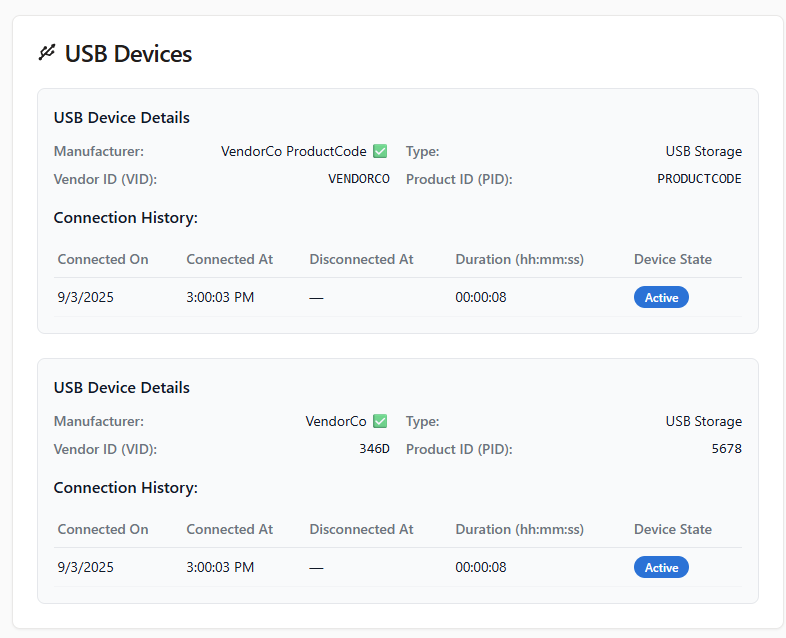 USB Devices
USB Device Details
Manufacturer: VendorCo ProductCode ✅ Type: USB Storage
Vendor ID (VID): VENDORCO Product ID (PID): PRODUCTCODE
Connection History:
Connected On Connected At Disconnected At Duration (hh:mm:ss) Device State
9/3/2025 3:00:03 PM — 00:00:08 Active
USB Device Details
Manufacturer: VendorCo ✅ Type: USB Storage
Vendor ID (VID): 346D Product ID (PID): 5678
Connection History:
Connected On Connected At Disconnected At Duration (hh:mm:ss) Device State
9/3/2025 3:00:03 PM — 00:00:08 Active